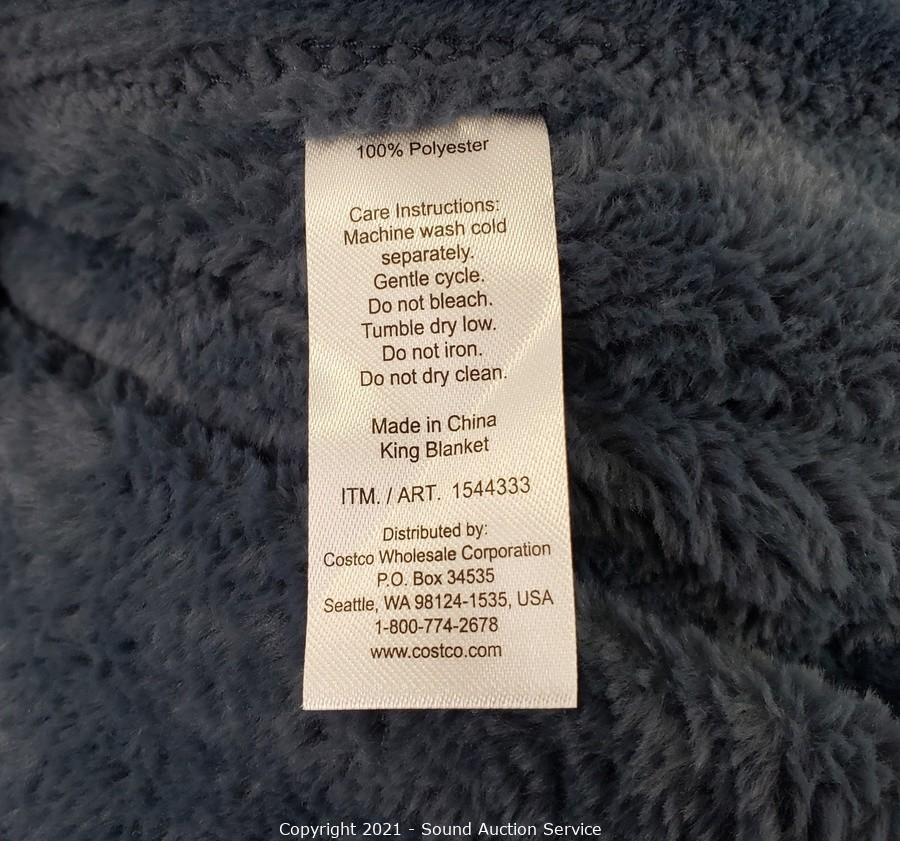 100% Polyester
Care Instructions:
Machine wash cold
separately.
Gentle cycle.
Do not bleach.
Tumble dry low.
Do not iron.
Do not dry clean.
Made in China
King Blanket
ITM. / ART. 1544333
Distributed by:
Costco Wholesale Corporation
P.O. Box 34535
Seattle, WA 98124-1535, USA
1-800-774-2678
www.costco.com
Copyright 2021 - Sound Auction Service